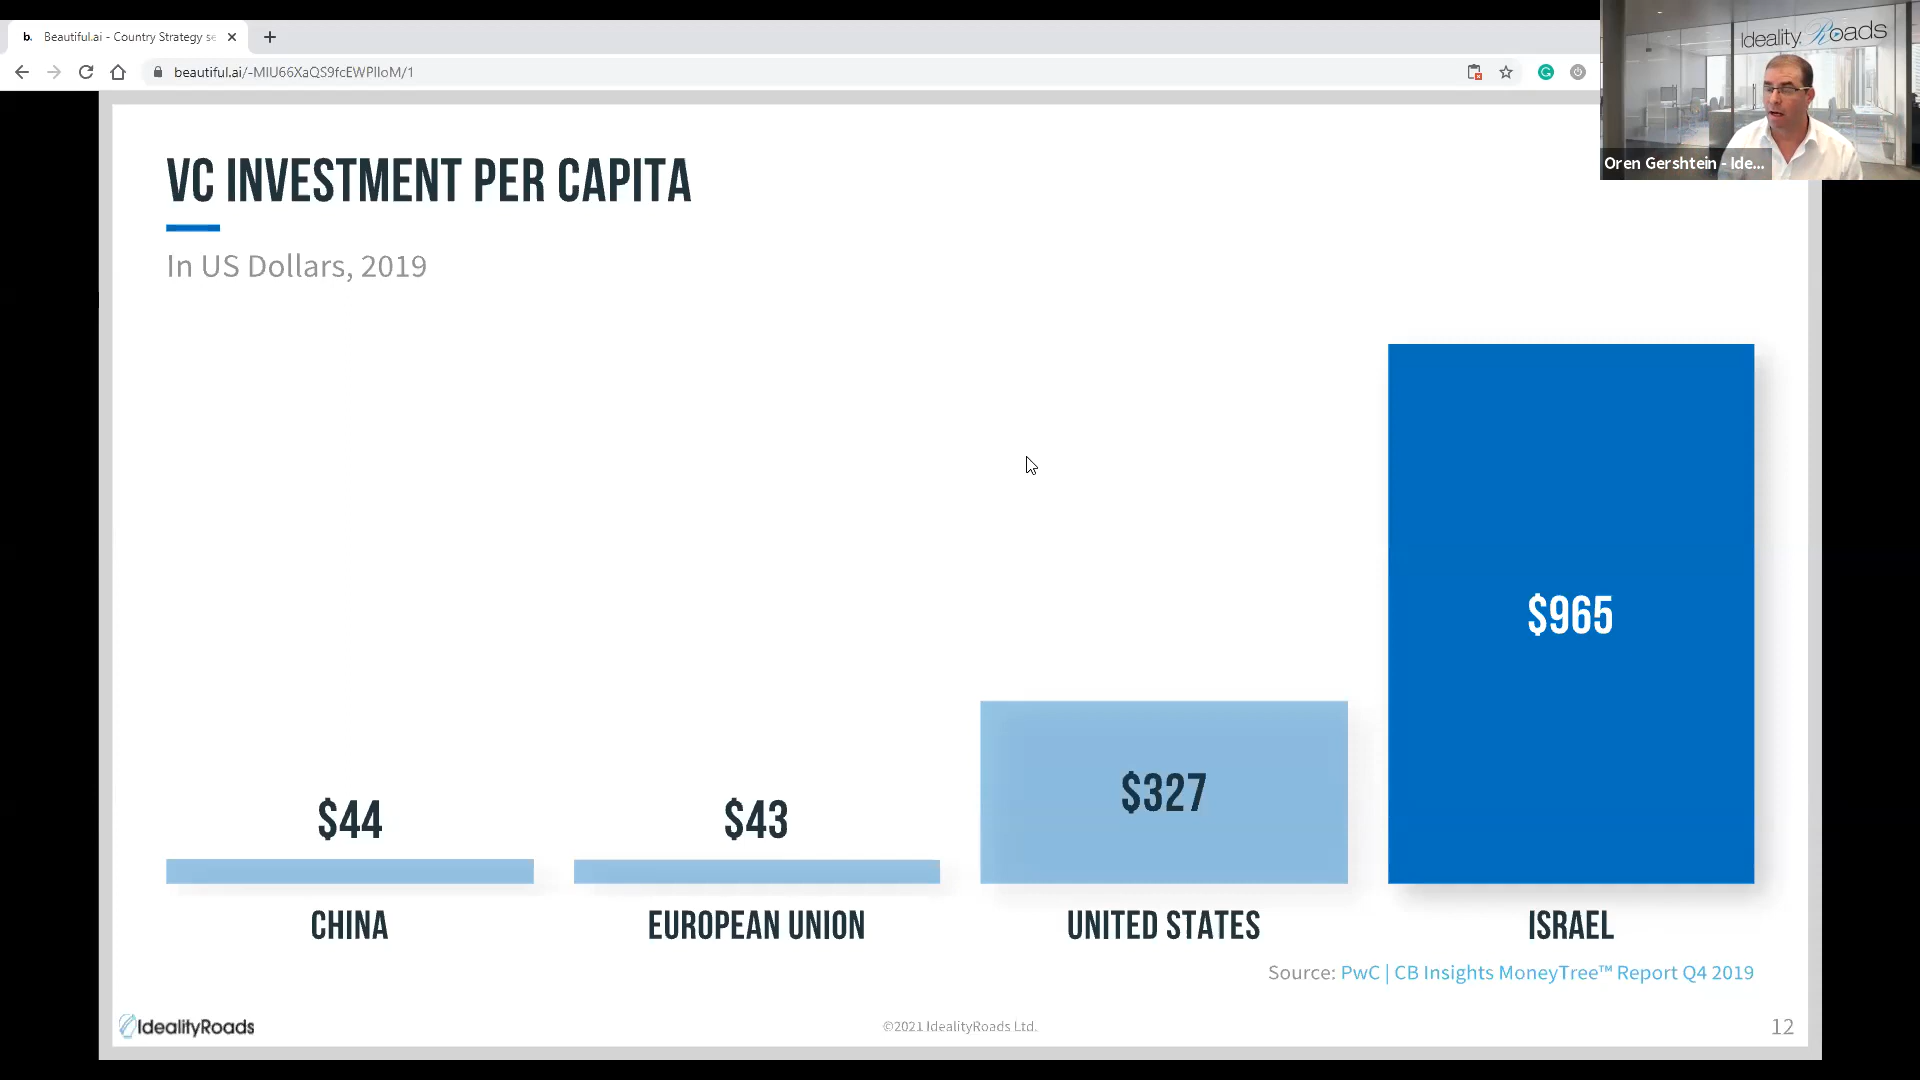 b. Beautiful.ai - Country Strategy se
beautiful.ai/-MIU66XaQS9fcEWPIloM/1
Ideality Roads
Oren Gershtein - Ide...
VC INVESTMENT PER CAPITA
In US Dollars, 2019
$965
$327
$44
$43
CHINA
EUROPEAN UNION
UNITED STATES
ISRAEL
Source: PwC | CB Insights MoneyTree™ Report Q4 2019
IdealityRoads
©2021 IdealityRoads Ltd.
12